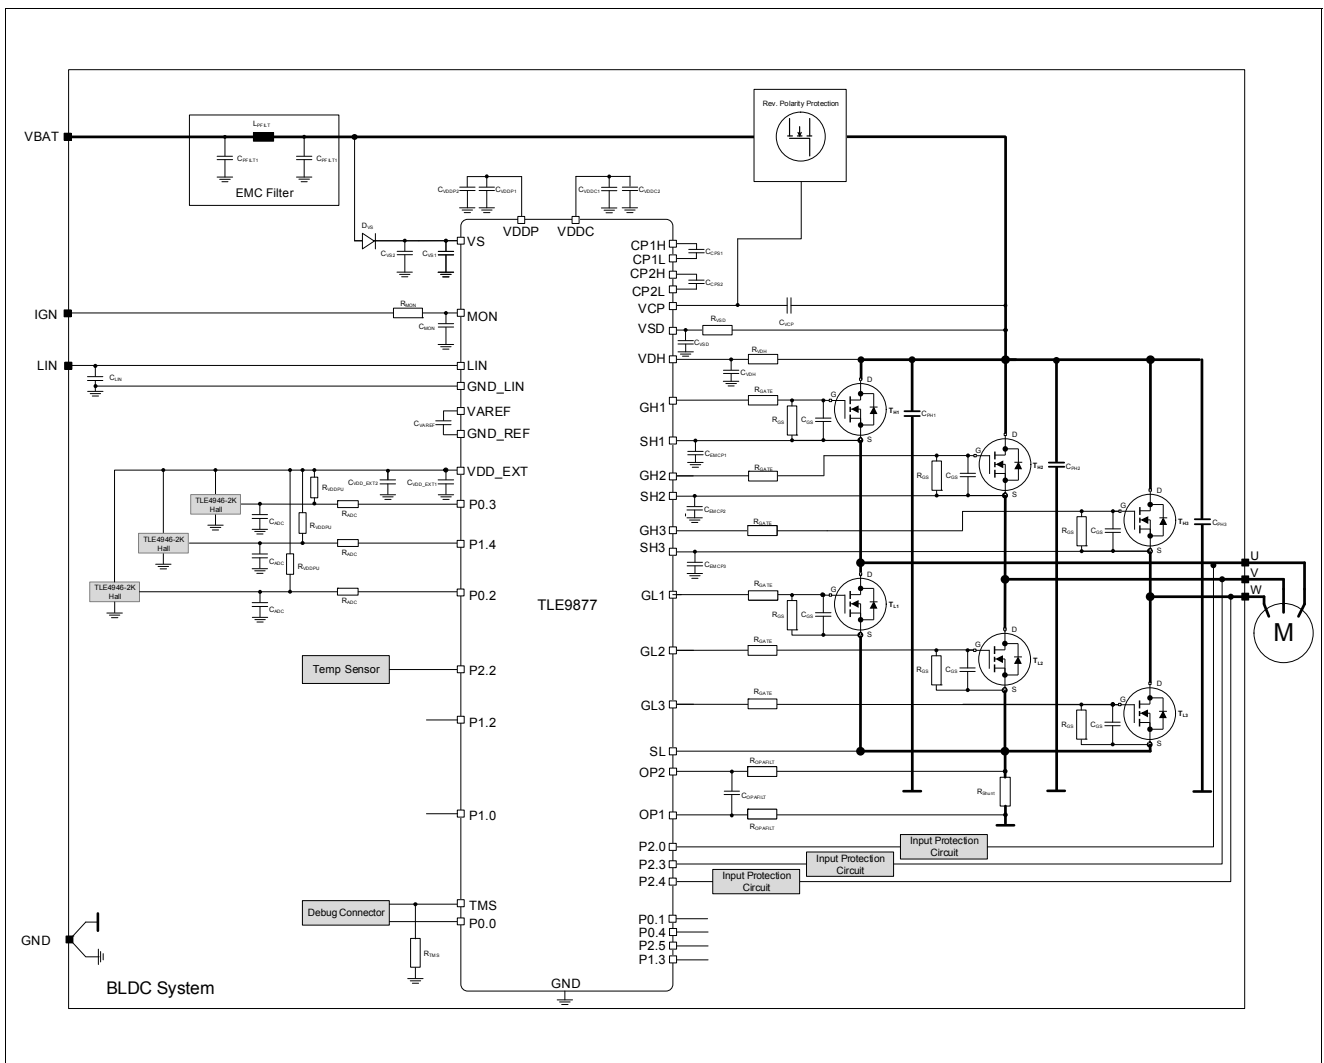 Rev. Polarity Protection
VBAT
LPFILT
CPFILT1
CPFILT1
EMC Filter
CVDDP2
CVDDP1
CVDDC1
CVDDC2
VDDP
VDDC
DVS
VS
CVS2
CVS1
CP1H
CCPS1
CP1L
CP2H
CCPS2
CP2L
VCP
CVCP
IGN
RMON
MON
CMON
VSD
RVSD
CVSD
LIN
CLIN
LIN
GND_LIN
VDH
RVDH
CVDH
VAREF
CVAREF
GND_REF
GH1
RGATE
RGS
CGS
G
D
S
TH1
CPH1
SH1
CEMCP1
VDD_EXT
CVDD_EXT2
CVDD_EXT1
RVDDPU
GH2
RGATE
RGS
CGS
G
D
S
TH2
CPH2
SH2
CEMCP2
TLE4946-2K
Hall
CADC
RADC
P0.3
RVDDPU
GH3
RGATE
RGS
CGS
G
D
S
TH3
CPH3
SH3
CEMCP3
TLE4946-2K
Hall
CADC
RADC
P1.4
RVDDPU
U
V
W
M
TLE4946-2K
Hall
CADC
RADC
P0.2
TLE9877
GL1
RGATE
RGS
CGS
G
D
S
TL1
GL2
RGATE
RGS
CGS
G
D
S
TL2
Temp Sensor
P2.2
GL3
RGATE
RGS
CGS
G
D
S
TL3
P1.2
SL
OP2
ROPAFILT
COPAFILT
RShunt
P1.0
OP1
ROPAFILT
P2.0
Input Protection
Circuit
P2.3
Input Protection
Circuit
P2.4
Input Protection
Circuit
Debug Connector
TMS
P0.0
RTMS
P0.1
P0.4
P2.5
P1.3
GND
GND
BLDC System